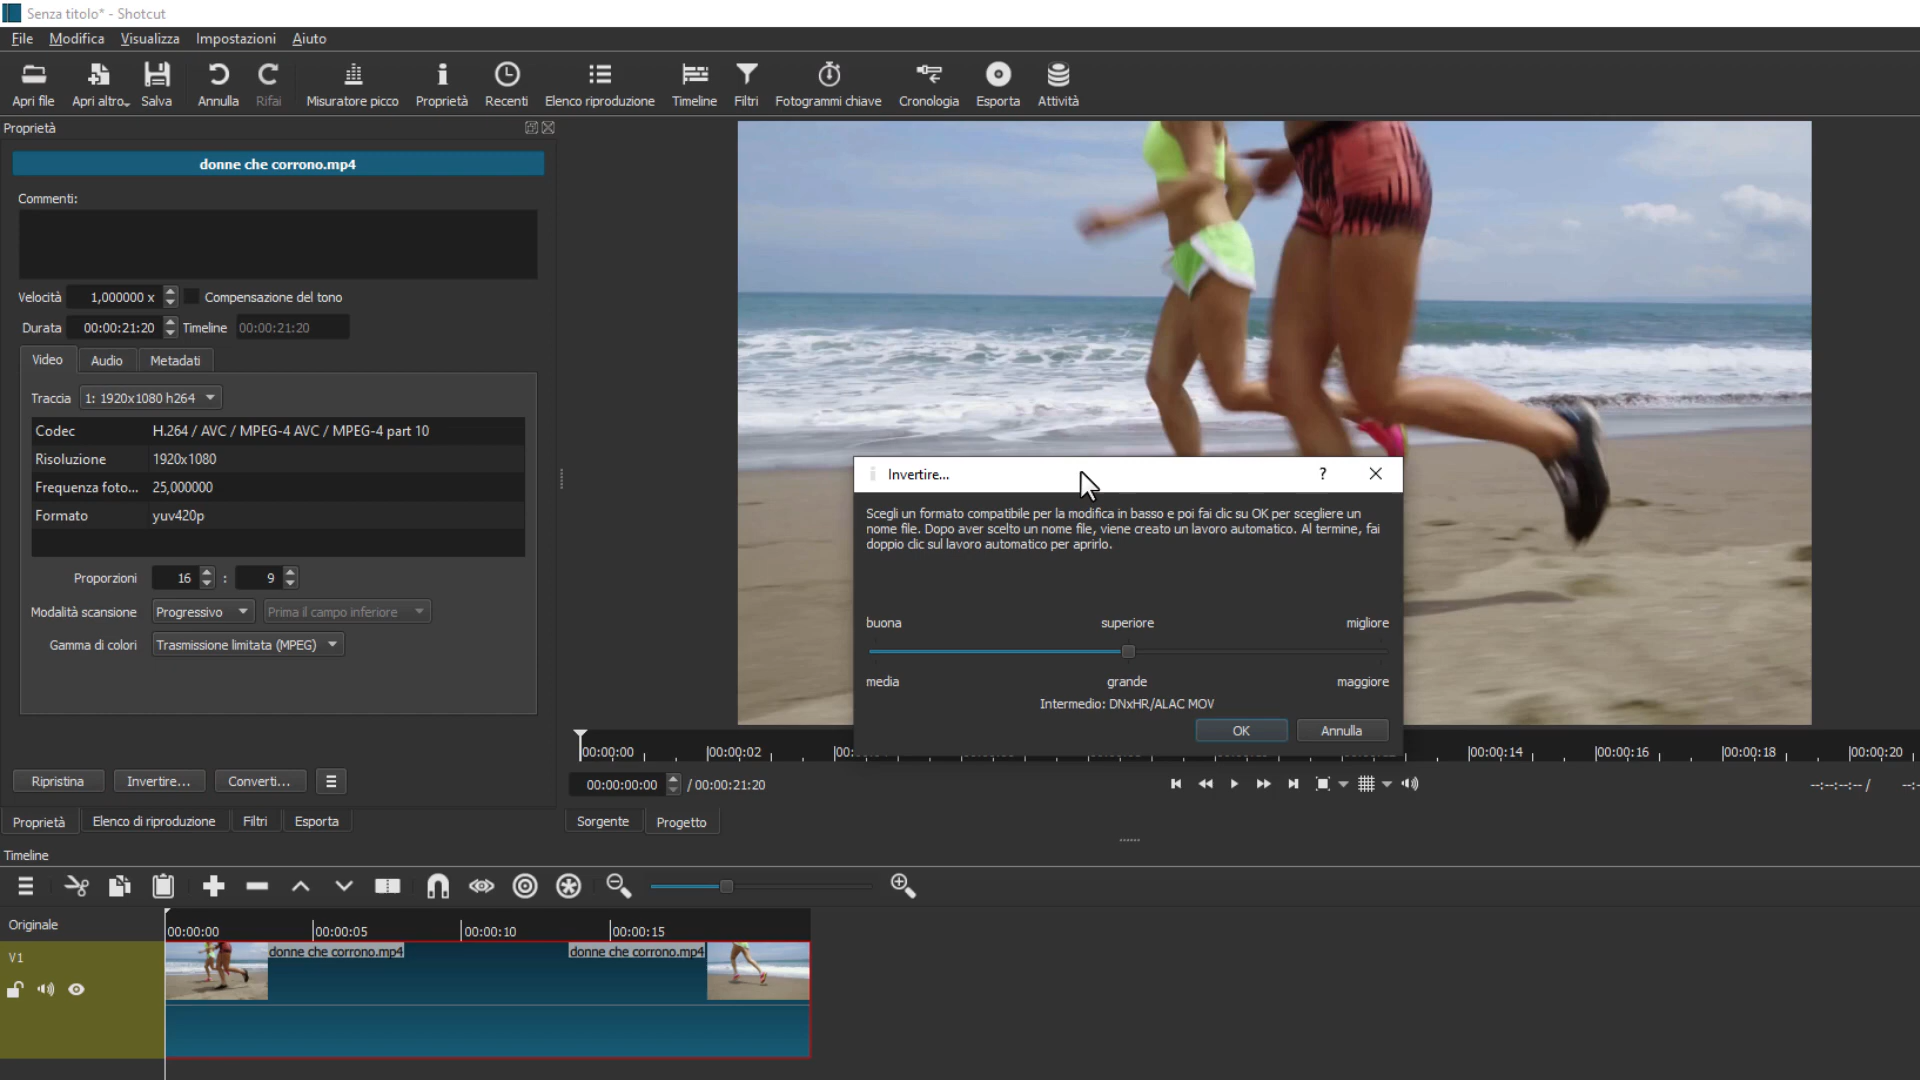 Senza titolo* - Shotcut
File Modifica Visualizza Impostazioni Aiuto
Apri file Apri altro Salva Annulla Rifai Misuratore picco Proprietà Recenti Elenco riproduzione Timeline Filtri Fotogrammi chiave Cronologia Esporta Attività
Proprietà
donne che corrono.mp4
Commenti:
Velocità 1,000000 x Compensazione del tono
Durata 00:00:21:20 Timeline 00:00:21:20
Video Audio Metadati
Traccia 1: 1920x1080 h264
Codec H.264 / AVC / MPEG-4 AVC / MPEG-4 part 10
Risoluzione 1920x1080
Frequenza foto... 25,000000
Formato yuv420p
Proporzioni 16 : 9
Modalità scansione Progressivo Prima il campo inferiore
Gamma di colori Trasmissione limitata (MPEG)
Ripristina Invertire... Converti...
Proprietà Elenco di riproduzione Filtri Esporta
Invertire... ?
Scegli un formato compatibile per la modifica in basso e poi fai clic su OK per scegliere un
nome file. Dopo aver scelto un nome file, viene creato un lavoro automatico. Al termine, fai
doppio clic sul lavoro automatico per aprirlo.
buona superiore migliore
media grande maggiore
Intermedio: DNxHR/ALAC MOV
OK Annulla
00:00:00 00:00:02 00:00:14 00:00:16 00:00:18 00:00:20
00:00:00:00 / 00:00:21:20 --:--:--:-- /
Sorgente Progetto
Timeline
Originale
00:00:00 00:00:05 00:00:10 00:00:15
V1
donne che corrono.mp4 donne che corrono.mp4